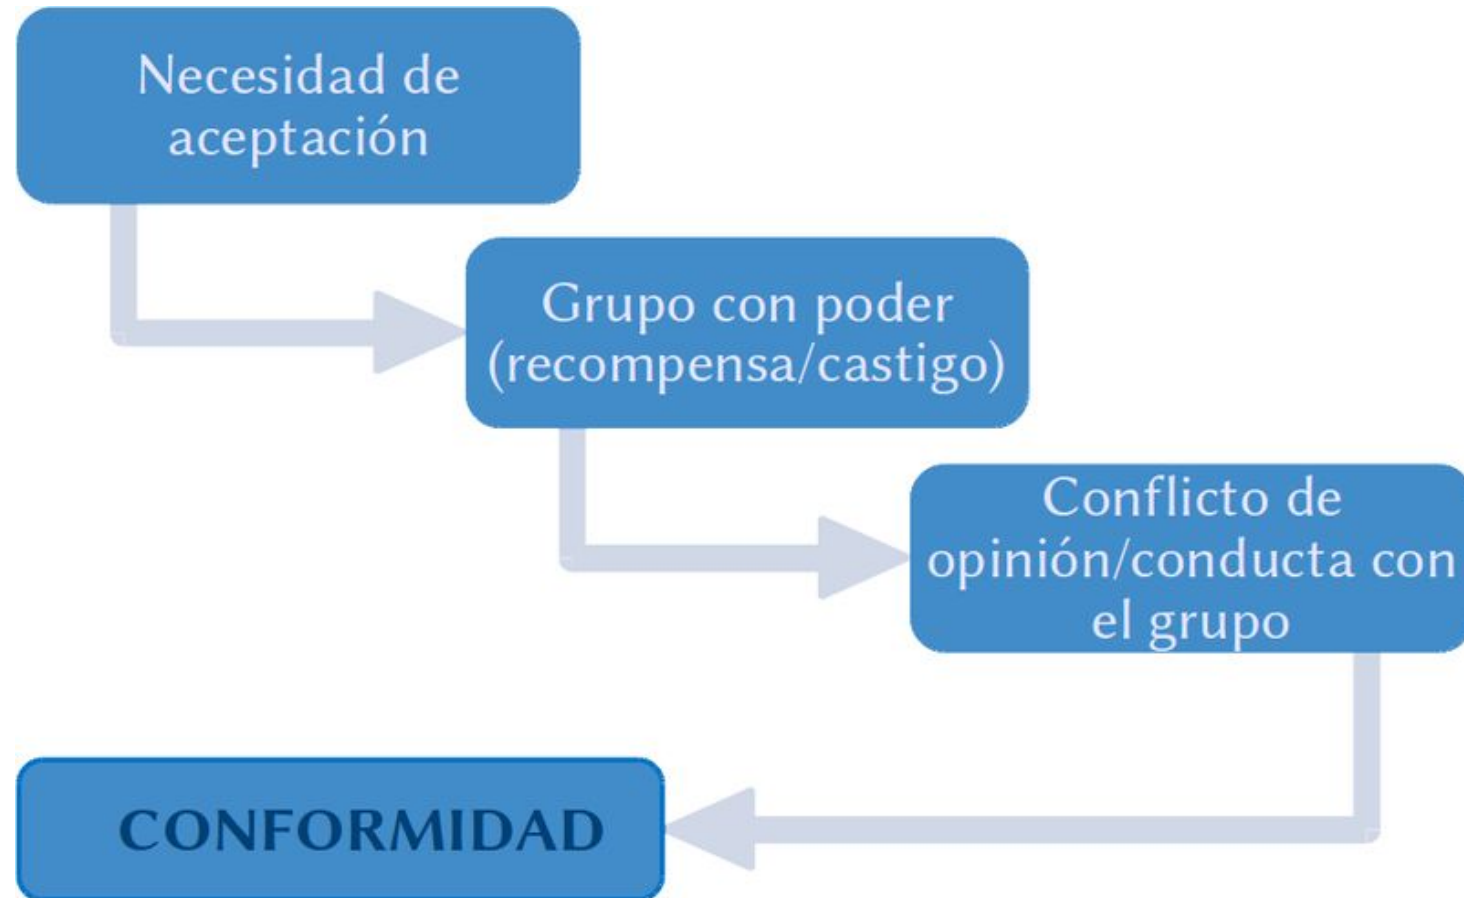 Necesidad de
aceptación
Grupo con poder
(recompensa/castigo)
Conflicto de
opinión/conducta con
el grupo
CONFORMIDAD